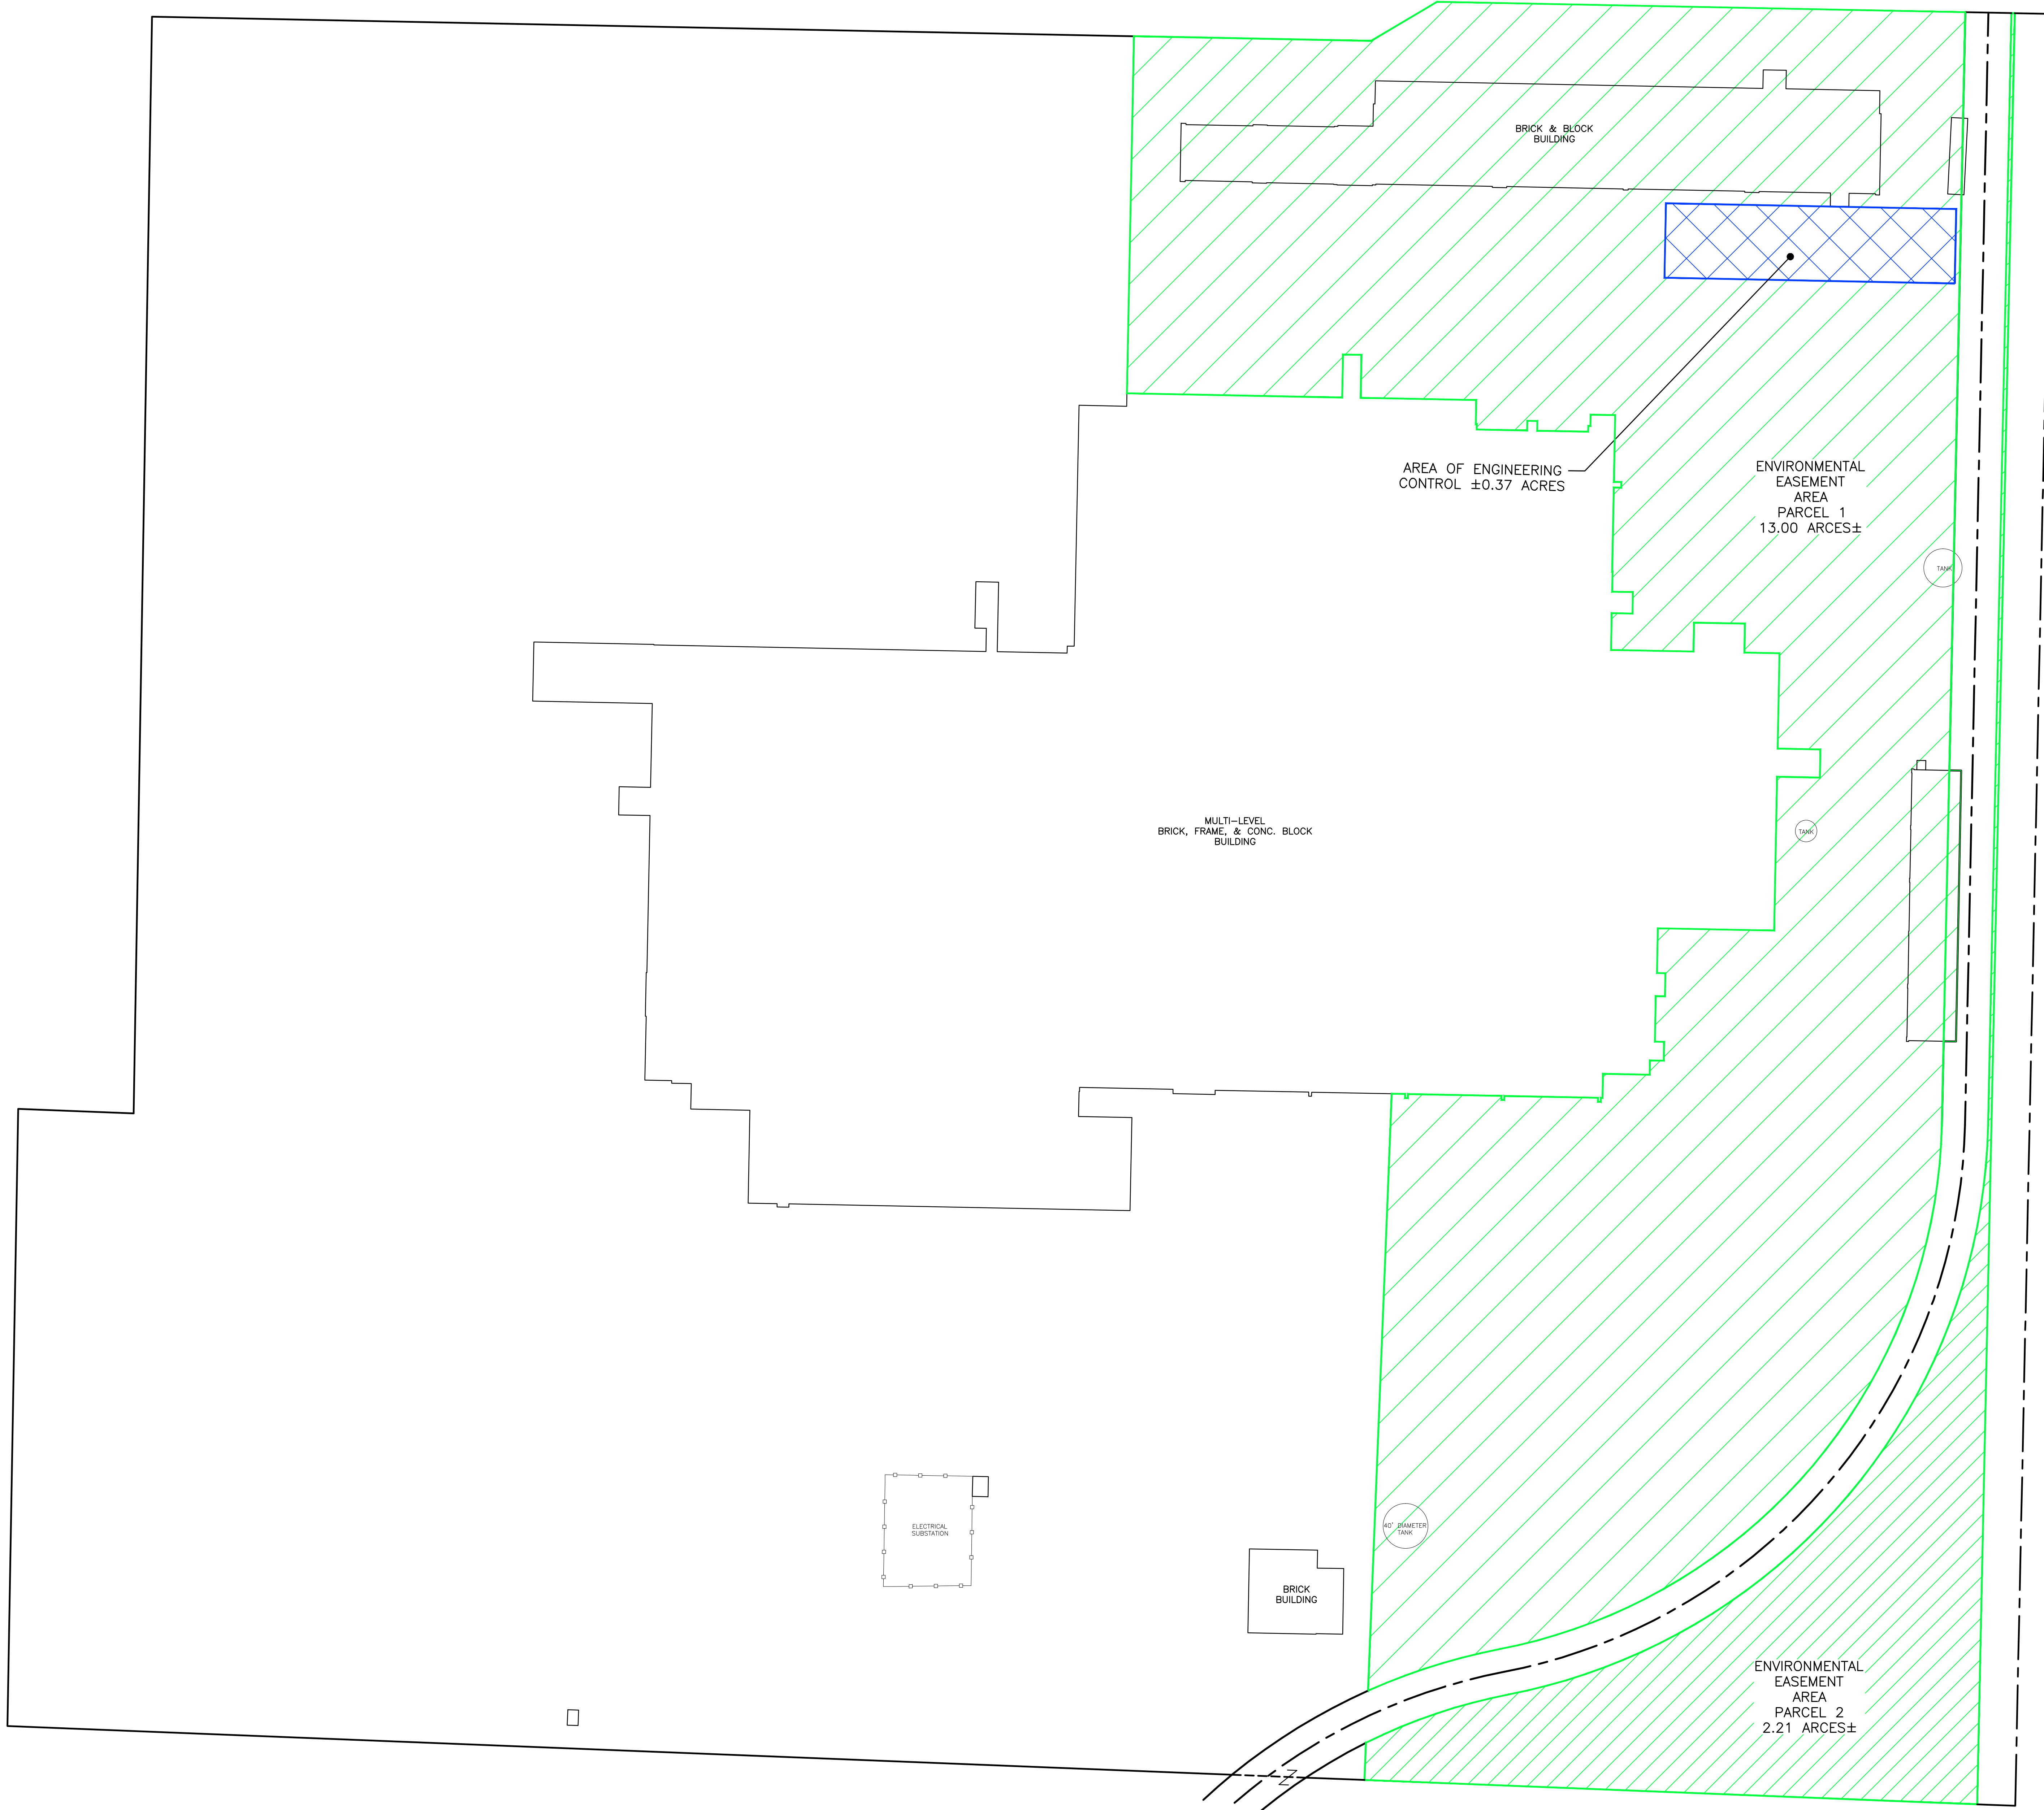 BRICK & BLOCK
BUILDING
AREA OF ENGINEERING
CONTROL ±0.37 ACRES
ENVIRONMENTAL
EASEMENT
AREA
PARCEL 1
13.00 ARCES±
TANK
MULTI-LEVEL
BRICK, FRAME, & CONC. BLOCK
BUILDING
TANK
ELECTRICAL
SUBSTATION
40' DIAMETER
TANK
BRICK
BUILDING
ENVIRONMENTAL
EASEMENT
AREA
PARCEL 2
2.21 ARCES±